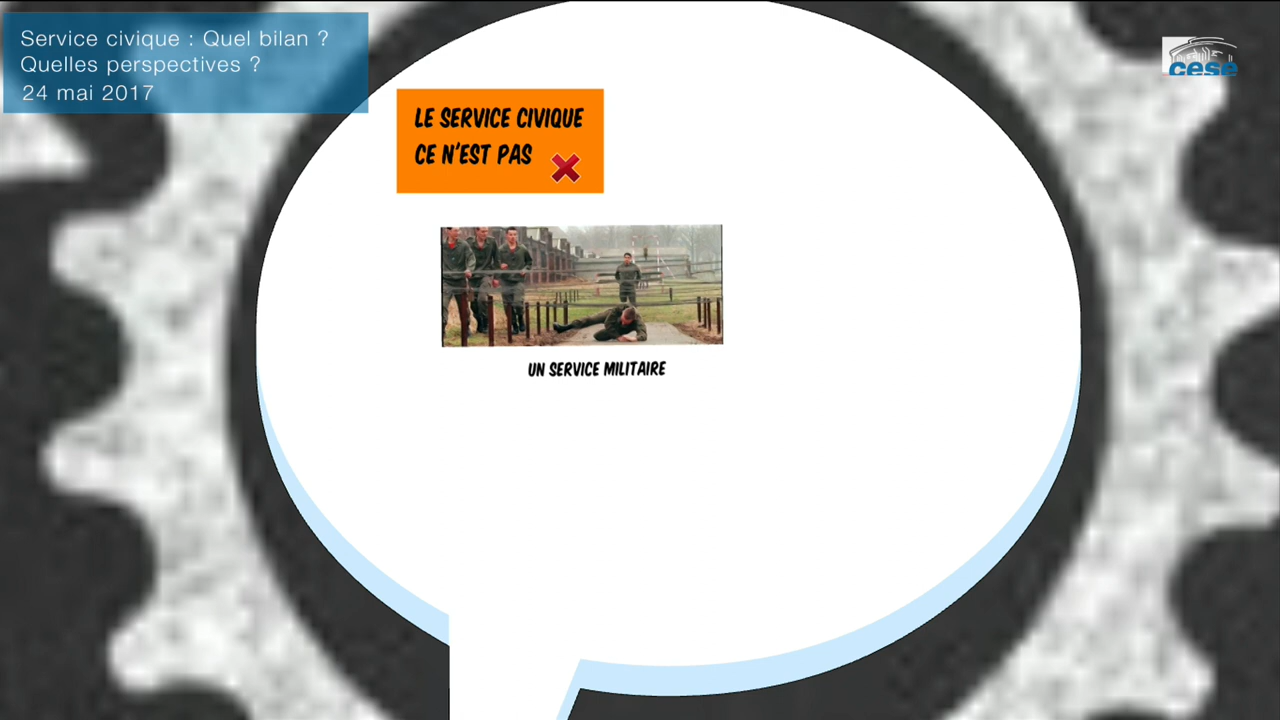 Service civique : Quel bilan ?
Quelles perspectives ?
24 mai 2017
cese
LE SERVICE CIVIQUE
CE N'EST PAS
UN SERVICE MILITAIRE